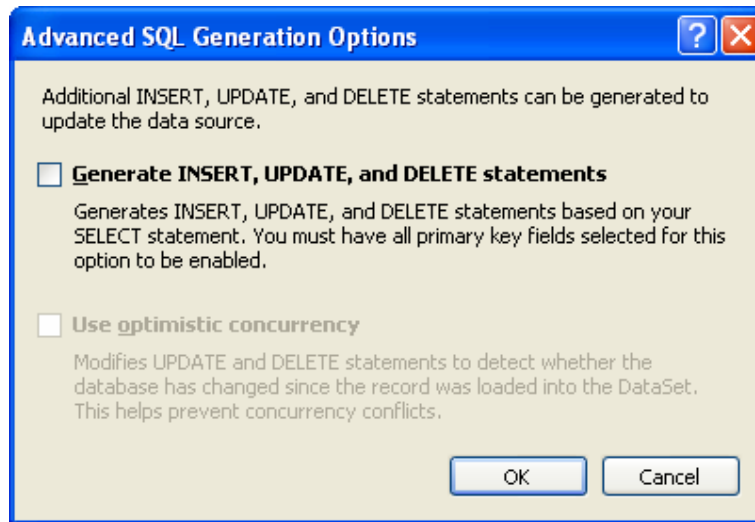 Advanced SQL Generation Options
Additional INSERT, UPDATE, and DELETE statements can be generated to
update the data source.
Generate INSERT, UPDATE, and DELETE statements
Generates INSERT, UPDATE, and DELETE statements based on your
SELECT statement. You must have all primary key fields selected for this
option to be enabled.
Use optimistic concurrency
Modifies UPDATE and DELETE statements to detect whether the
database has changed since the record was loaded into the DataSet.
This helps prevent concurrency conflicts.
OK Cancel